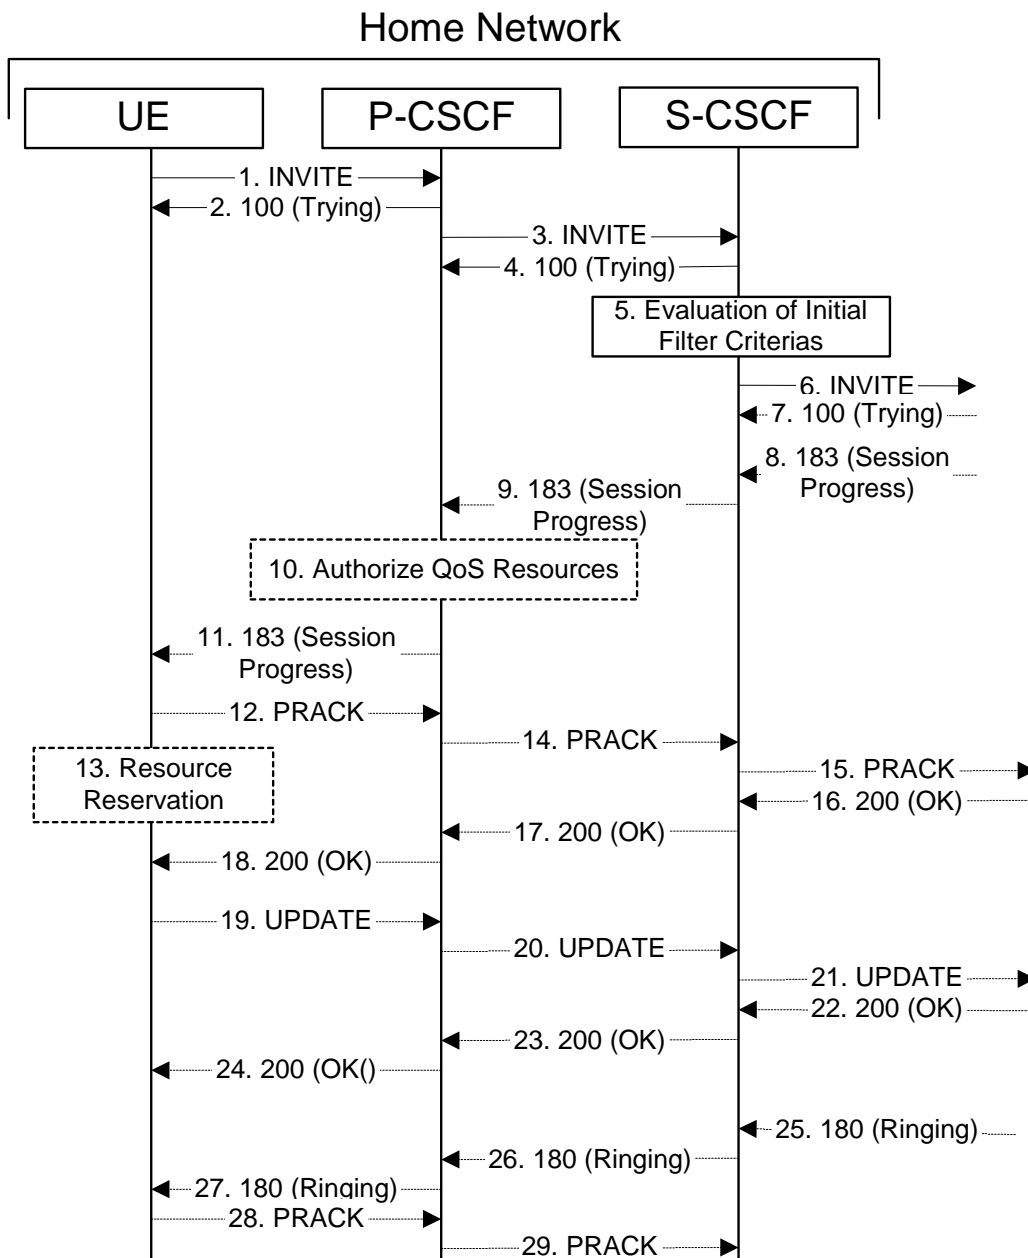 Home Network
UE
P-CSCF
S-CSCF
1. INVITE
2. 100 (Trying)
3. INVITE
4. 100 (Trying)
5. Evaluation of Initial
Filter Criterias
6. INVITE
7. 100 (Trying)
8. 183 (Session
Progress)
9. 183 (Session
Progress)
10. Authorize QoS Resources
11. 183 (Session
Progress)
12. PRACK
14. PRACK
13. Resource
Reservation
15. PRACK
16. 200 (OK)
17. 200 (OK)
18. 200 (OK)
19. UPDATE
20. UPDATE
21. UPDATE
22. 200 (OK)
23. 200 (OK)
24. 200 (OK()
25. 180 (Ringing)
26. 180 (Ringing)
27. 180 (Ringing)
28. PRACK
29. PRACK